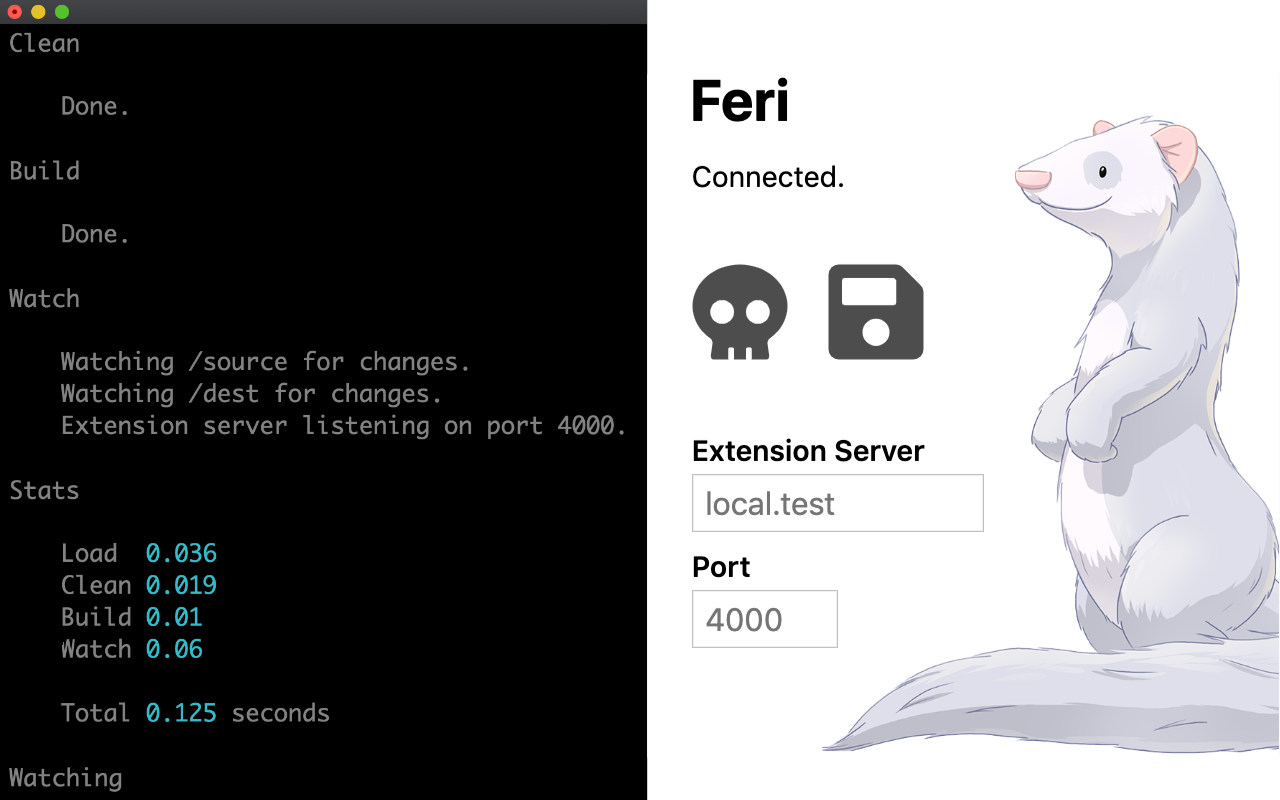 Clean
Done.
Build
Done.
Watch
Watching /source for changes.
Watching /dest for changes.
Extension server listening on port 4000.
Stats
Load 0.036
Clean 0.019
Build 0.01
Watch 0.06
Total 0.125 seconds
Watching
Feri
Connected.
Extension Server
local.test
Port
4000